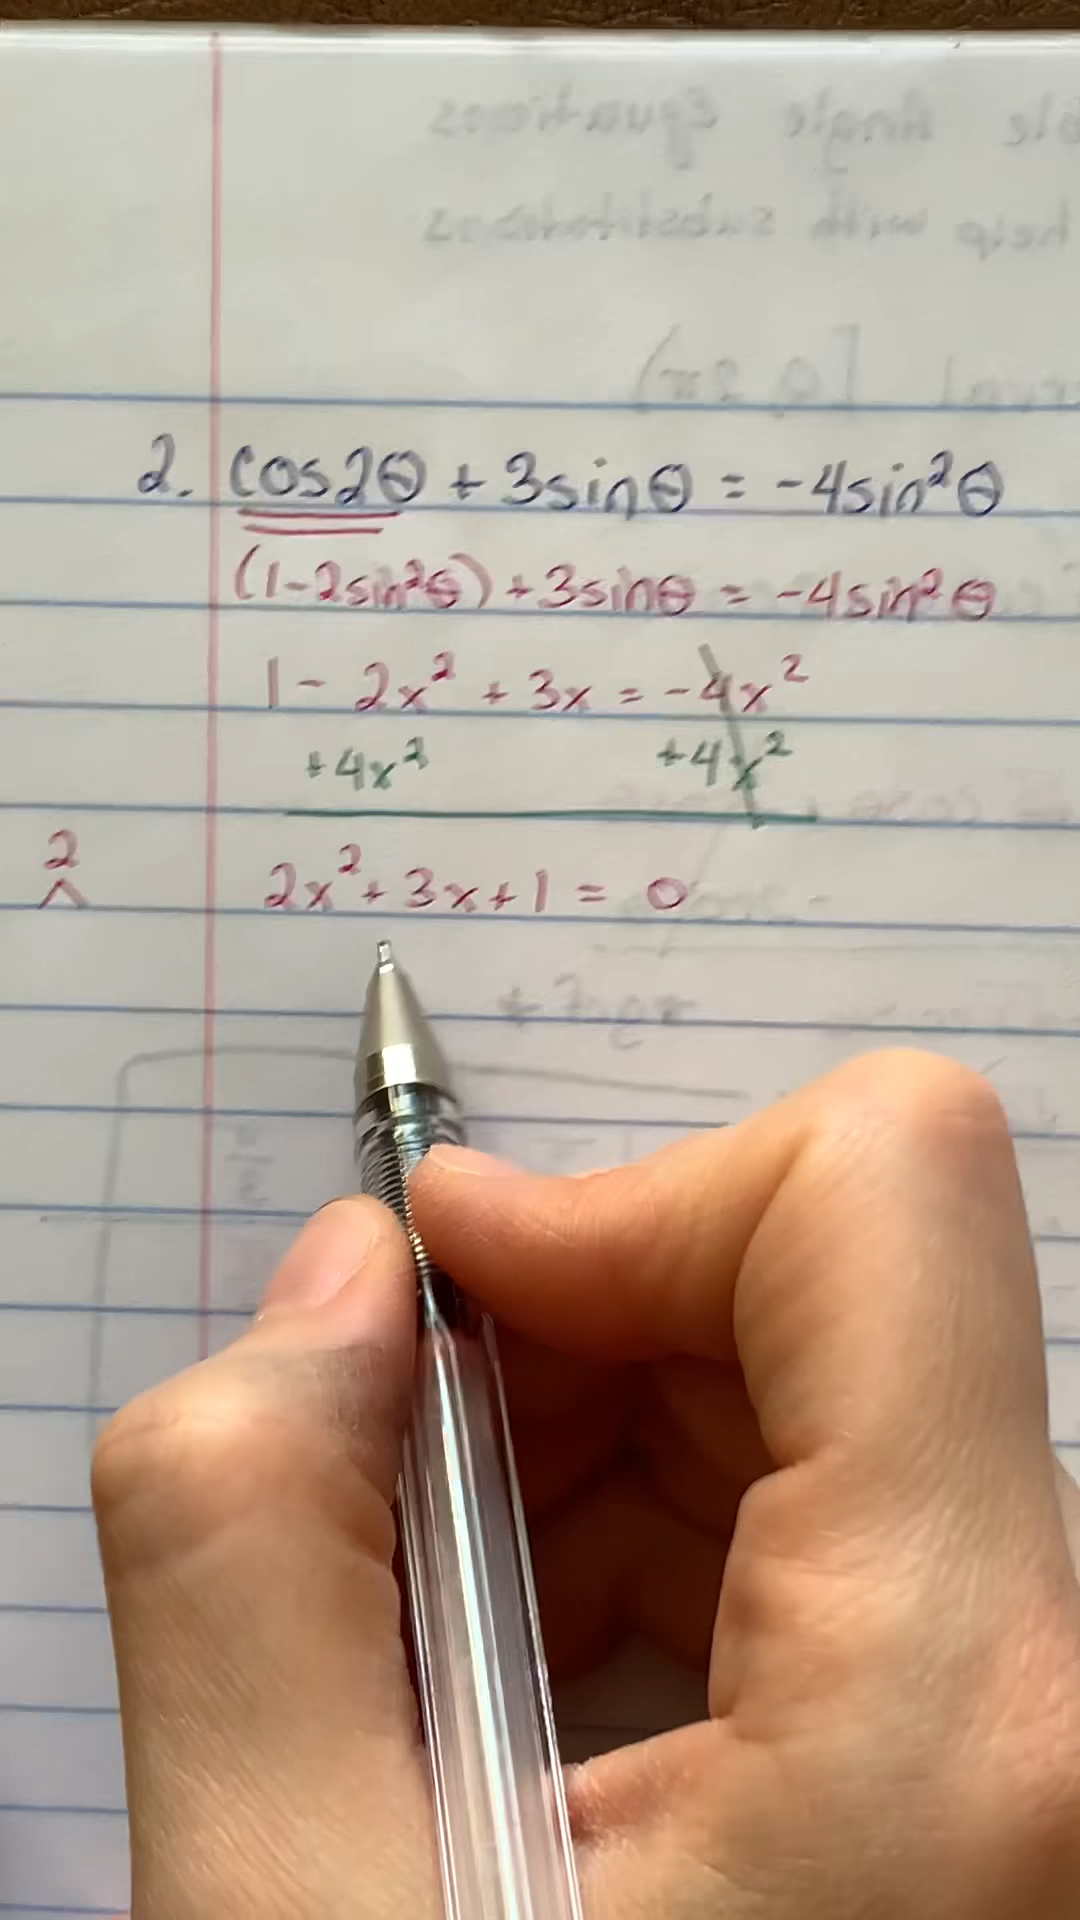 2. cos2θ + 3sinθ = -4sin²θ
(1-2sin²θ) + 3sinθ = -4sin²θ
1 - 2x² + 3x = -4x²
+4x² +4x²
2
^ 2x² + 3x + 1 = 0